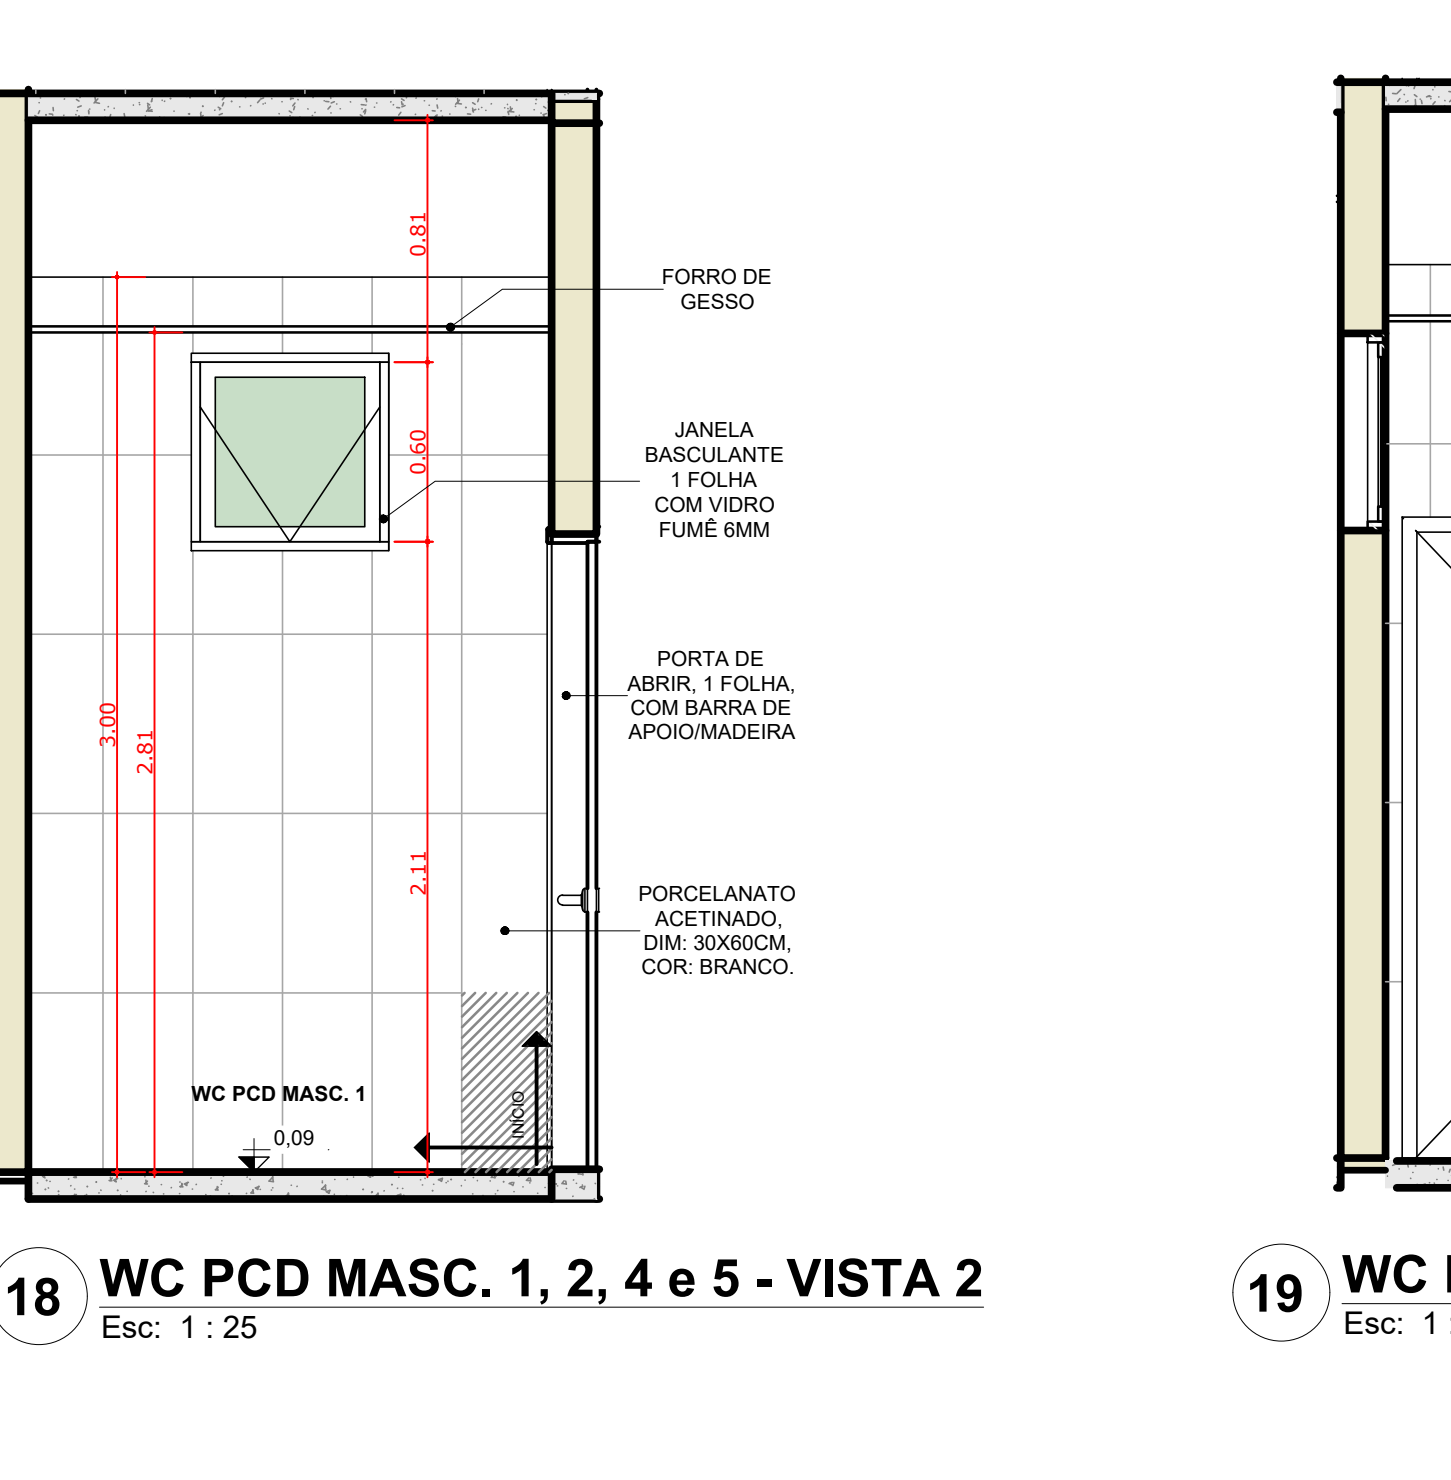 0.81
FORRO DE
GESSO
JANELA
BASCULANTE
1 FOLHA
COM VIDRO
FUMÊ 6MM
0.60
PORTA DE
ABRIR, 1 FOLHA,
COM BARRA DE
APOIO/MADEIRA
3.00
2.81
2.11
PORCELANATO
ACETINADO,
DIM: 30X60CM,
COR: BRANCO.
WC PCD MASC. 1
0,09
INÍCIO
18
WC PCD MASC. 1, 2, 4 e 5 - VISTA 2
Esc: 1 : 25
19
WC
Esc: 1 :